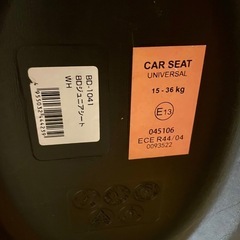 BD-1041
BDジュニアシート
WH
CAR SEAT
UNIVERSAL
15 - 36 kg
E13
045106
ECE R44/04
0093522